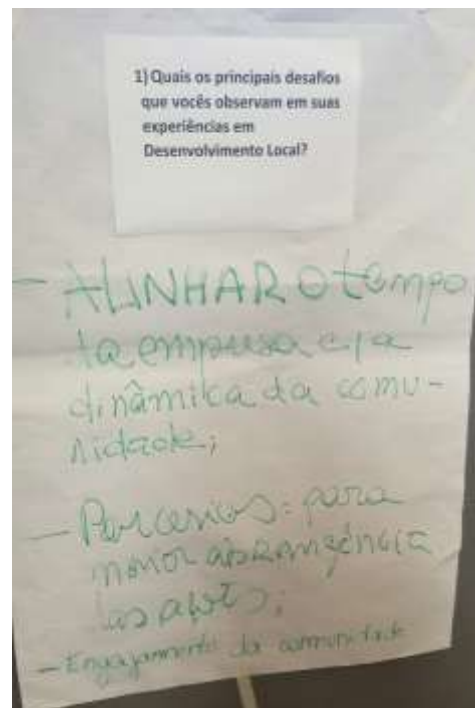 1) Quais os principais desafios
que vocês observam em suas
experiências em
Desenvolvimento Local?
- ALINHAR o tempo
da empresa c/ a
dinâmica da comu-
nidade;
- Parcerias: para
maior abrangência
das ações;
- Engajamento da comunidade